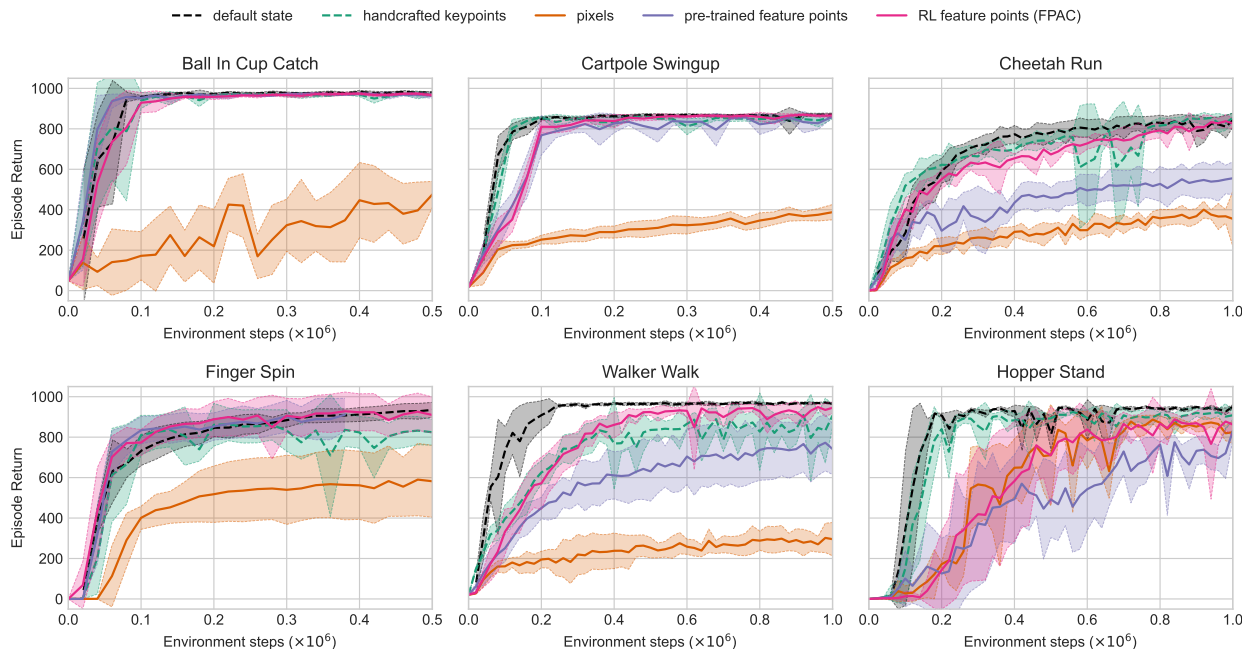 default state handcrafted keypoints pixels pre-trained feature points RL feature points (FPAC)
Ball In Cup Catch Cartpole Swingup Cheetah Run
Episode Return
1000
800
600
400
200
0
0.0 0.1 0.2 0.3 0.4 0.5
0.0 0.2 0.4 0.6 0.8 1.0
0.0 0.2 0.4 0.6 0.8 1.0
Environment steps (×10⁶) Environment steps (×10⁶) Environment steps (×10⁶)
Finger Spin Walker Walk Hopper Stand
Episode Return
1000
800
600
400
200
0
0.0 0.1 0.2 0.3 0.4 0.5
0.0 0.2 0.4 0.6 0.8 1.0
0.0 0.2 0.4 0.6 0.8 1.0
Environment steps (×10⁶) Environment steps (×10⁶) Environment steps (×10⁶)